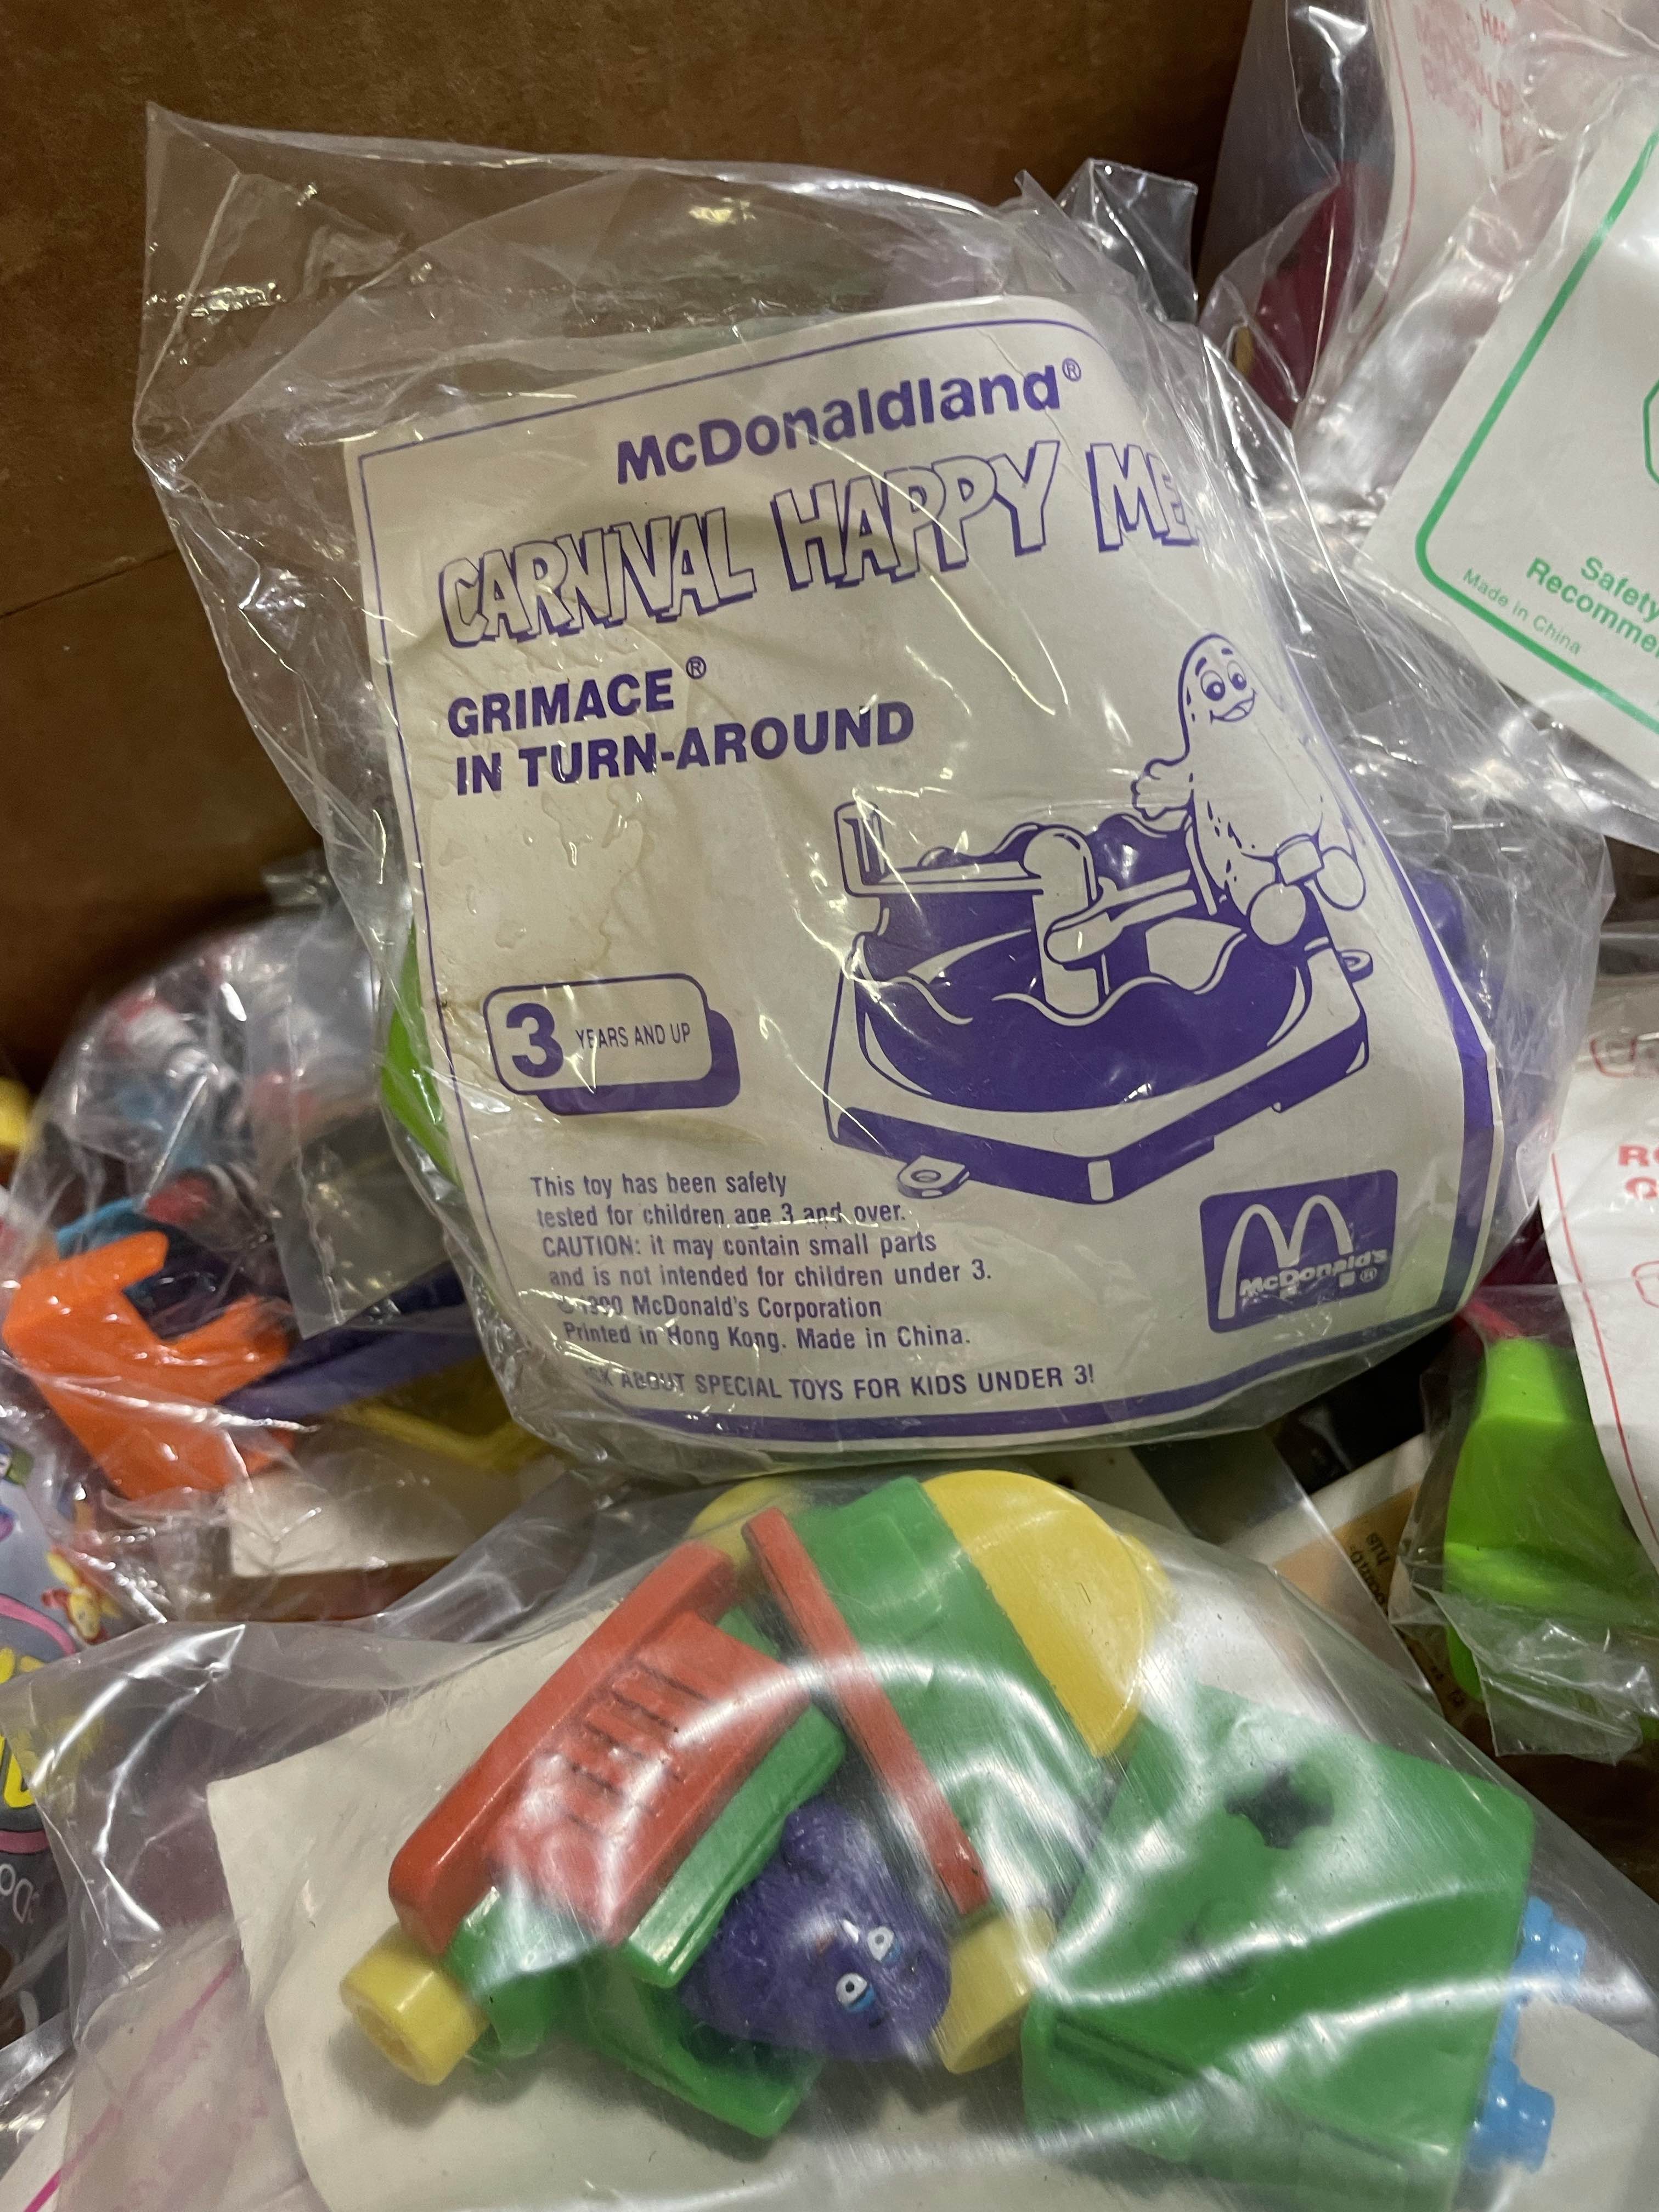 McDonaldland®
CARNIVAL HAPPY ME
GRIMACE®
IN TURN-AROUND
3 YEARS AND UP
This toy has been safety
tested for children age 3 and over.
CAUTION: it may contain small parts
and is not intended for children under 3.
©1990 McDonald's Corporation
Printed in Hong Kong. Made in China.
ABOUT SPECIAL TOYS FOR KIDS UNDER 3!
McDonald's
®
Safety
Recomme
Made in China
his